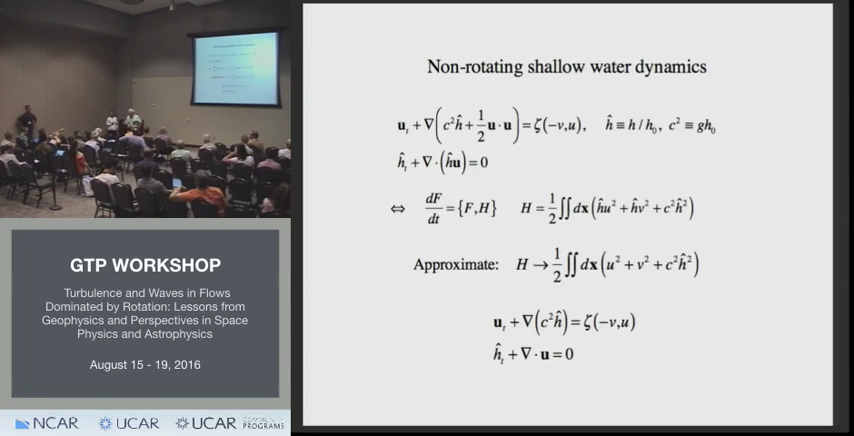 Non-rotating shallow water dynamics
u_t + ∇(c²ĥ + 1/2 u · u) = ζ(−v,u), ĥ ≡ h / h₀, c² ≡ gh₀
ĥ_t + ∇ · (ĥu) = 0
⇔ dF/dt = {F,H} H = 1/2 ∬ dx (ĥu² + ĥv² + c²ĥ²)
Approximate: H → 1/2 ∬ dx (u² + v² + c²ĥ²)
u_t + ∇(c²ĥ) = ζ(−v,u)
ĥ_t + ∇ · u = 0
GTP WORKSHOP
Turbulence and Waves in Flows
Dominated by Rotation: Lessons from
Geophysics and Perspectives in Space
Physics and Astrophysics
August 15 - 19, 2016
NCAR
UCAR
UCAR
PROGRAMS